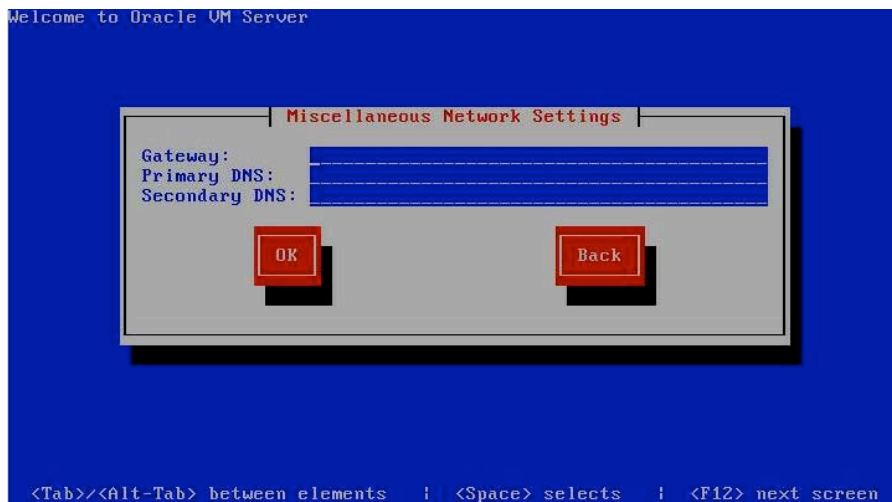 Welcome to Oracle VM Server
Miscellaneous Network Settings
Gateway:
Primary DNS:
Secondary DNS:
OK Back
<Tab>/<Alt-Tab> between elements | <Space> selects | <F12> next screen